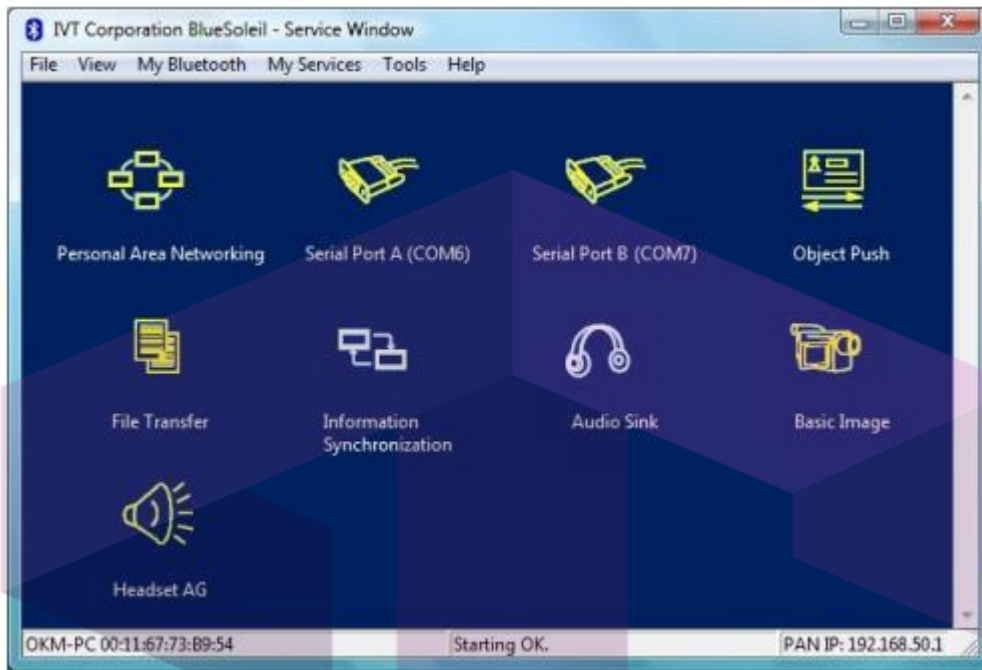 IVT Corporation BlueSoleil - Service Window
File View My Bluetooth My Services Tools Help
Personal Area Networking
Serial Port A (COM6)
Serial Port B (COM7)
Object Push
File Transfer
Information
Synchronization
Audio Sink
Basic Image
Headset AG
OKM-PC 00:11:67:73:B9:54
Starting OK.
PAN IP: 192.168.50.1